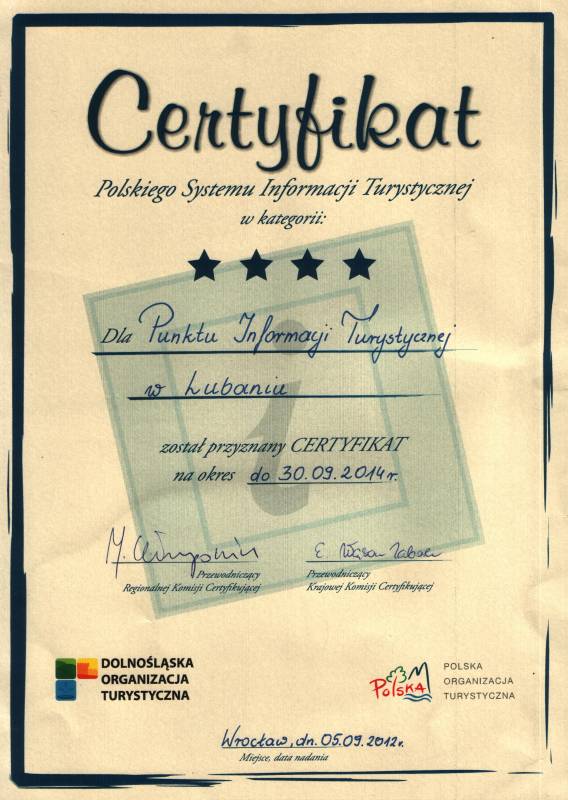 Certyfikat
Polskiego Systemu Informacji Turystycznej
w kategorii:
Dla Punktu Informacji Turystycznej
w Lubaniu
został przyznany CERTYFIKAT
na okres do 30.09.2014r.
Przewodniczący
Regionalnej Komisji Certyfikującej
Przewodniczący
Krajowej Komisji Certyfikującej
DOLNOŚLĄSKA
ORGANIZACJA
TURYSTYCZNA
Polska
POLSKA
ORGANIZACJA
TURYSTYCZNA
Wrocław, dn. 05.09.2012r.
Miejsce, data nadania